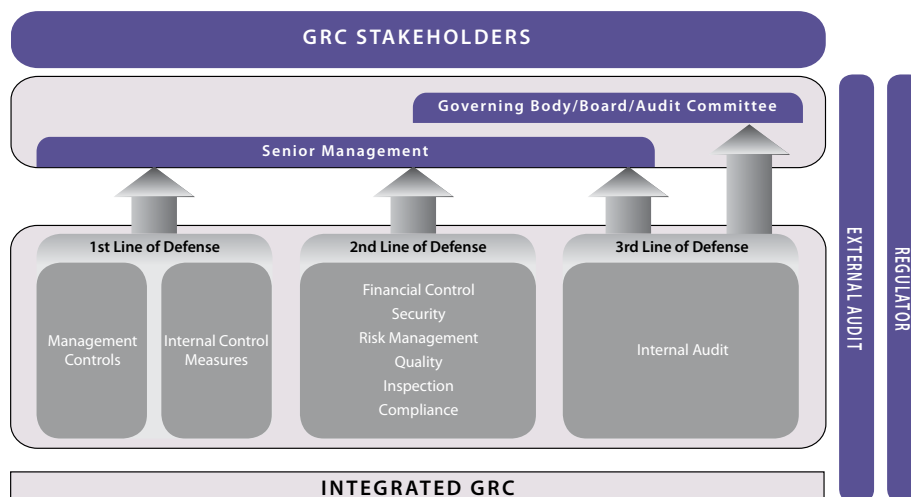 GRC STAKEHOLDERS
Governing Body/Board/Audit Committee
Senior Management
1st Line of Defense
2nd Line of Defense
3rd Line of Defense
Management
Controls
Internal Control
Measures
Financial Control
Security
Risk Management
Quality
Inspection
Compliance
Internal Audit
EXTERNAL AUDIT
REGULATOR
INTEGRATED GRC